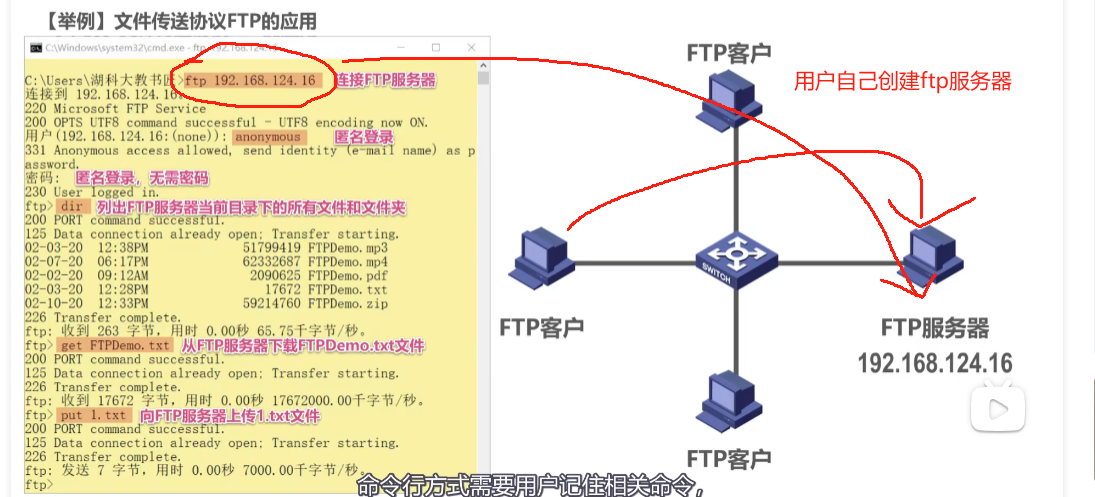 【举例】文件传送协议FTP的应用
C:\Windows\system32\cmd.exe - ftp 192.168.124.16
C:\Users\湖科大教书匠>ftp 192.168.124.16 连接FTP服务器
连接到 192.168.124.16。
220 Microsoft FTP Service
200 OPTS UTF8 command successful - UTF8 encoding now ON.
用户(192.168.124.16:(none)): anonymous 匿名登录
331 Anonymous access allowed, send identity (e-mail name) as p
assword.
密码: 匿名登录，无需密码
230 User logged in.
ftp> dir 列出FTP服务器当前目录下的所有文件和文件夹
200 PORT command successful.
125 Data connection already open; Transfer starting.
02-03-20 12:38PM 51799419 FTPDemo.mp3
02-07-20 06:17PM 62332687 FTPDemo.mp4
02-02-20 09:12AM 2090625 FTPDemo.pdf
02-03-20 12:28PM 17672 FTPDemo.txt
02-10-20 12:33PM 59214760 FTPDemo.zip
226 Transfer complete.
ftp: 收到 263 字节，用时 0.00秒 65.75千字节/秒。
ftp> get FTPDemo.txt 从FTP服务器下载FTPDemo.txt文件
200 PORT command successful.
125 Data connection already open; Transfer starting.
226 Transfer complete.
ftp: 收到 17672 字节，用时 0.00秒 17672000.00千字节/秒。
ftp> put 1.txt 向FTP服务器上传1.txt文件
200 PORT command successful.
125 Data connection already open; Transfer starting.
226 Transfer complete.
ftp: 发送 7 字节，用时 0.00秒 7000.00千字节/秒。
ftp>
FTP客户
用户自己创建ftp服务器
SWITCH
FTP客户
FTP服务器
192.168.124.16
FTP客户
命令行方式需要用户记住相关命令，